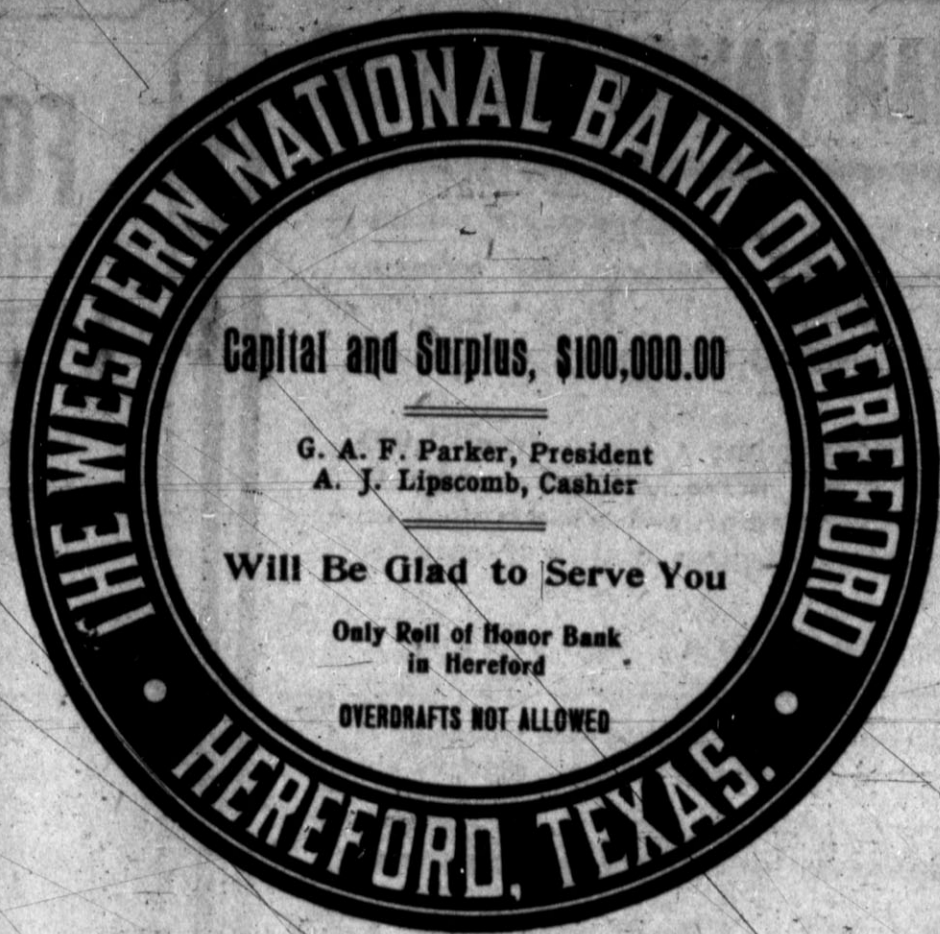 THE WESTERN NATIONAL BANK OF HEREFORD
Capital and Surplus, $100,000.00
G. A. F. Parker, President
A. J. Lipscomb, Cashier
Will Be Glad to Serve You
Only Roll of Honor Bank
in Hereford
OVERDRAFTS NOT ALLOWED
HEREFORD, TEXAS.